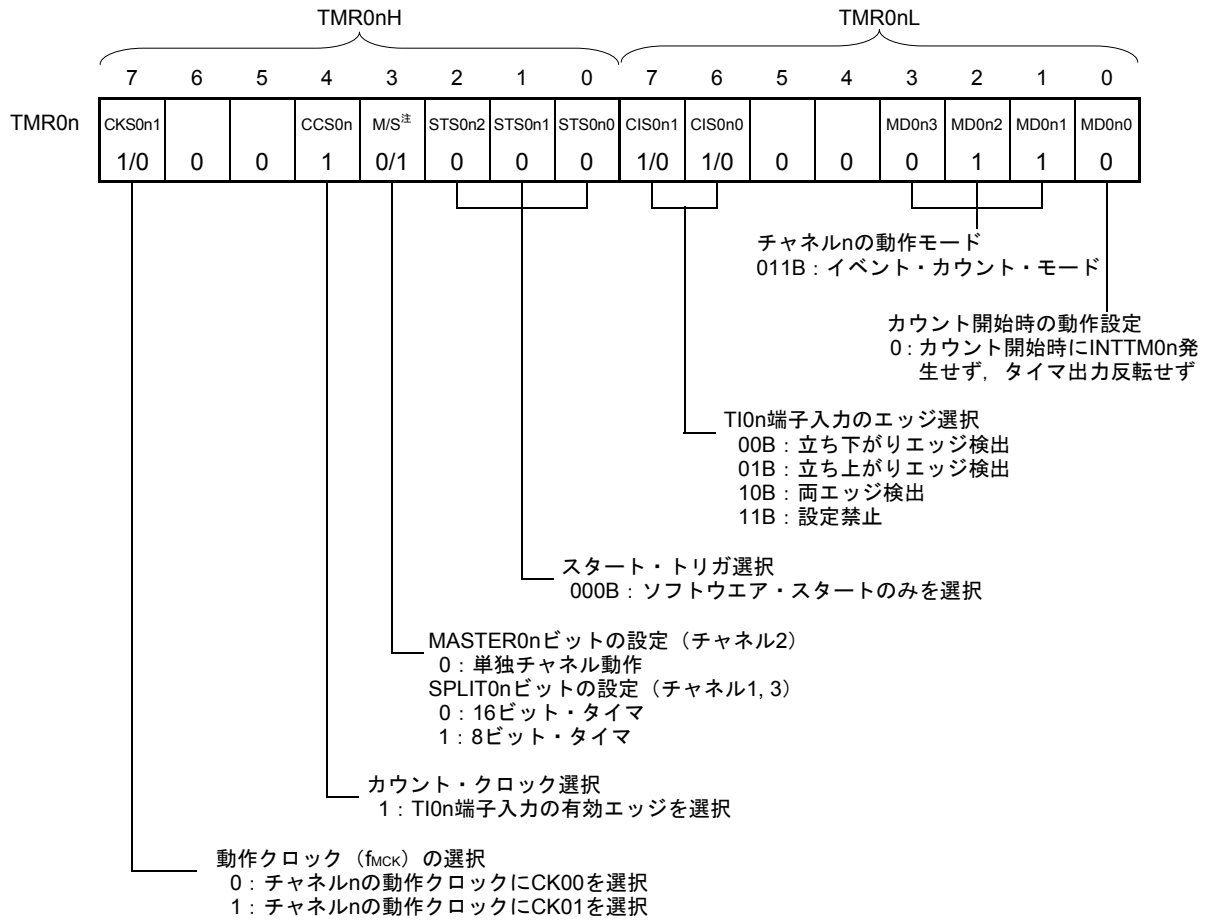 TMR0nH TMR0nL
7 6 5 4 3 2 1 0 7 6 5 4 3 2 1 0
TMR0n CKS0n1 CCS0n M/S注 STS0n2 STS0n1 STS0n0 CIS0n1 CIS0n0 MD0n3 MD0n2 MD0n1 MD0n0
1/0 0 0 1 0/1 0 0 0 1/0 1/0 0 0 0 1 1 0
チャネルnの動作モード
011B：イベント・カウント・モード
カウント開始時の動作設定
0：カウント開始時にINTTM0n発
生せず，タイマ出力反転せず
TI0n端子入力のエッジ選択
00B：立ち下がりエッジ検出
01B：立ち上がりエッジ検出
10B：両エッジ検出
11B：設定禁止
スタート・トリガ選択
000B：ソフトウエア・スタートのみを選択
MASTER0nビットの設定（チャネル2）
0：単独チャネル動作
SPLIT0nビットの設定（チャネル1, 3）
0：16ビット・タイマ
1：8ビット・タイマ
カウント・クロック選択
1：TI0n端子入力の有効エッジを選択
動作クロック（fMCK）の選択
0：チャネルnの動作クロックにCK00を選択
1：チャネルnの動作クロックにCK01を選択